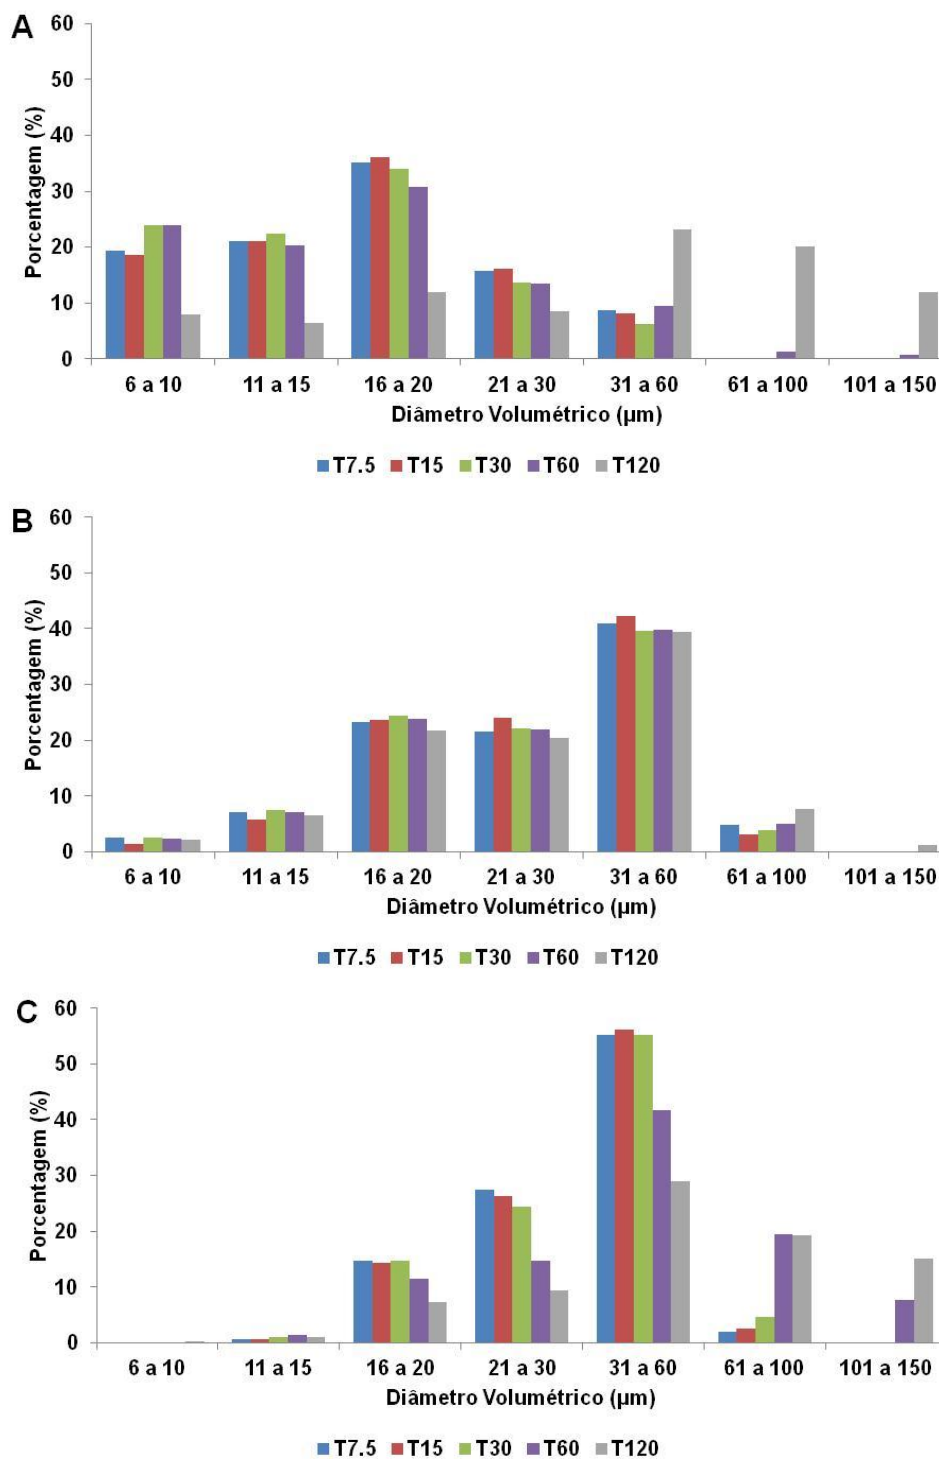 A
Porcentagem (%)
60
50
40
30
20
10
0
6 a 10 11 a 15 16 a 20 21 a 30 31 a 60 61 a 100 101 a 150
Diâmetro Volumétrico (µm)
T7.5 T15 T30 T60 T120
B
Porcentagem (%)
60
50
40
30
20
10
0
6 a 10 11 a 15 16 a 20 21 a 30 31 a 60 61 a 100 101 a 150
Diâmetro Volumétrico (µm)
T7.5 T15 T30 T60 T120
C
Porcentagem (%)
60
50
40
30
20
10
0
6 a 10 11 a 15 16 a 20 21 a 30 31 a 60 61 a 100 101 a 150
Diâmetro Volumétrico (µm)
T7.5 T15 T30 T60 T120